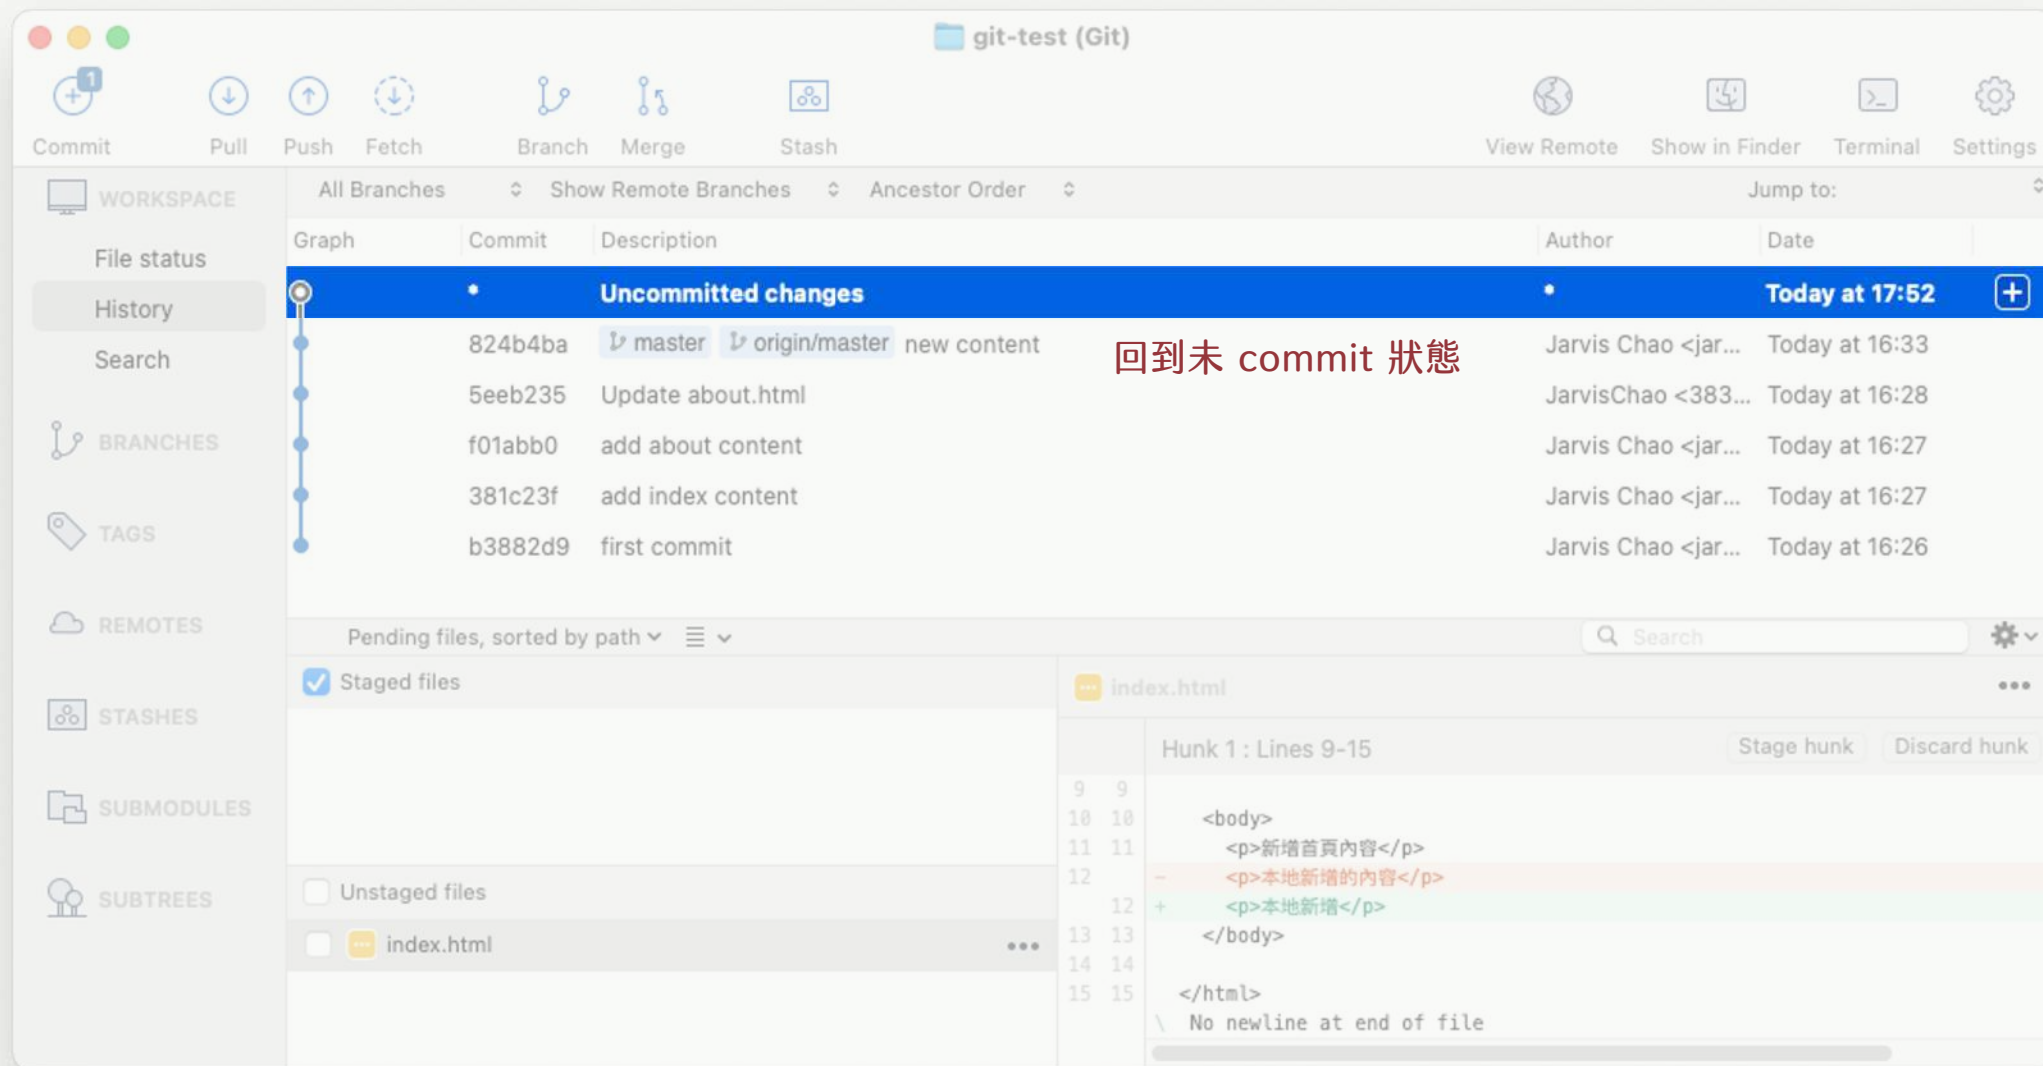 git-test (Git)
1
Commit Pull Push Fetch Branch Merge Stash View Remote Show in Finder Terminal Settings
WORKSPACE
File status
History
Search
BRANCHES
TAGS
REMOTES
STASHES
SUBMODULES
SUBTREES
All Branches Show Remote Branches Ancestor Order Jump to:
Graph Commit Description Author Date
* Uncommitted changes * Today at 17:52
824b4ba master origin/master new content Jarvis Chao <jar... Today at 16:33
回到未 commit 狀態
5eeb235 Update about.html JarvisChao <383... Today at 16:28
f01abb0 add about content Jarvis Chao <jar... Today at 16:27
381c23f add index content Jarvis Chao <jar... Today at 16:27
b3882d9 first commit Jarvis Chao <jar... Today at 16:26
Pending files, sorted by path Search
Staged files
Unstaged files
index.html
index.html
Hunk 1 : Lines 9-15 Stage hunk Discard hunk
9 9
10 10 <body>
11 11 <p>新增首頁內容</p>
12 - <p>本地新增的內容</p>
12 + <p>本地新增</p>
13 13 </body>
14 14
15 15 </html>
\ No newline at end of file